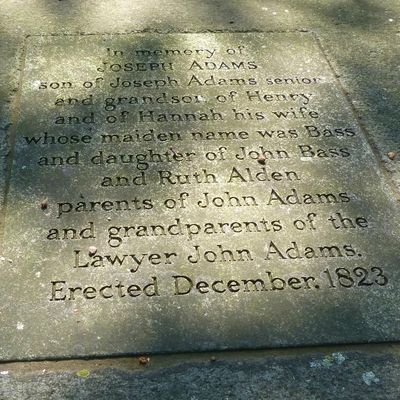 In memory of
JOSEPH ADAMS
son of Joseph Adams senior
and grandson of Henry
and of Hannah his wife
whose maiden name was Bass
and daughter of John Bass
and Ruth Alden
parents of John Adams
and grandparents of the
Lawyer John Adams.
Erected December. 1823